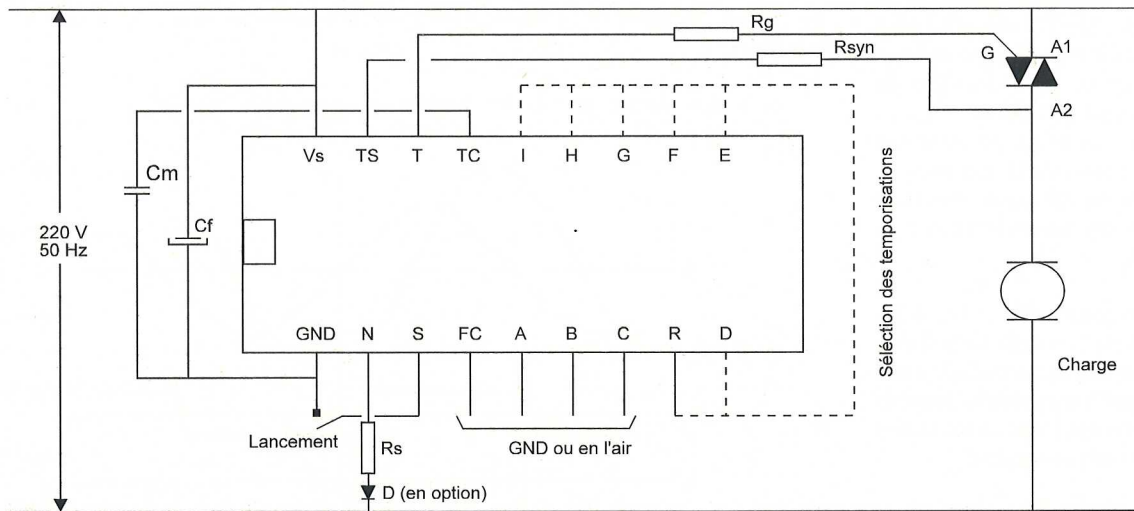 Rg
Rsyn
G
A1
A2
Vs TS T TC I H G F E
Cm
Cf
220 V
50 Hz
Séléction des temporisations
GND N S FC A B C R D
Charge
Lancement
Rs
GND ou en l'air
D (en option)